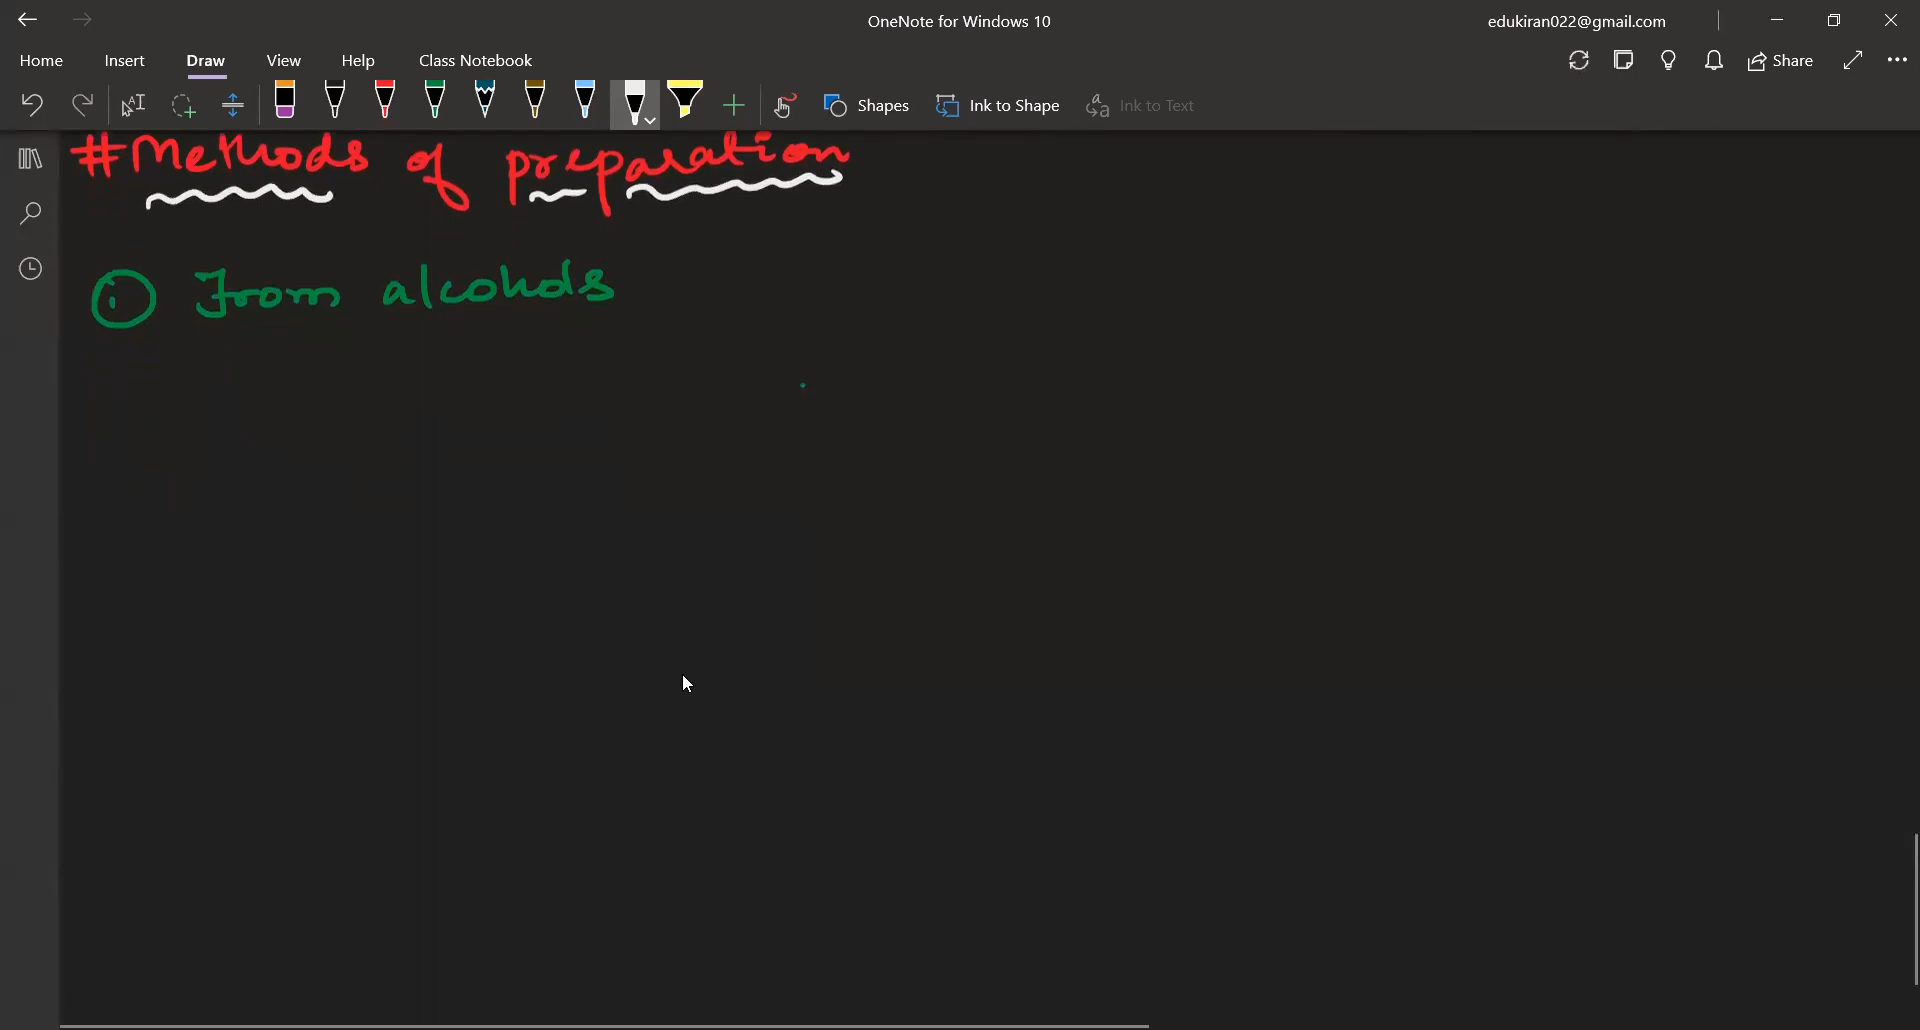 OneNote for Windows 10
edukiran022@gmail.com
Home Insert Draw View Help Class Notebook Share
Shapes Ink to Shape Ink to Text
#Methods of preparation
① From alcohols